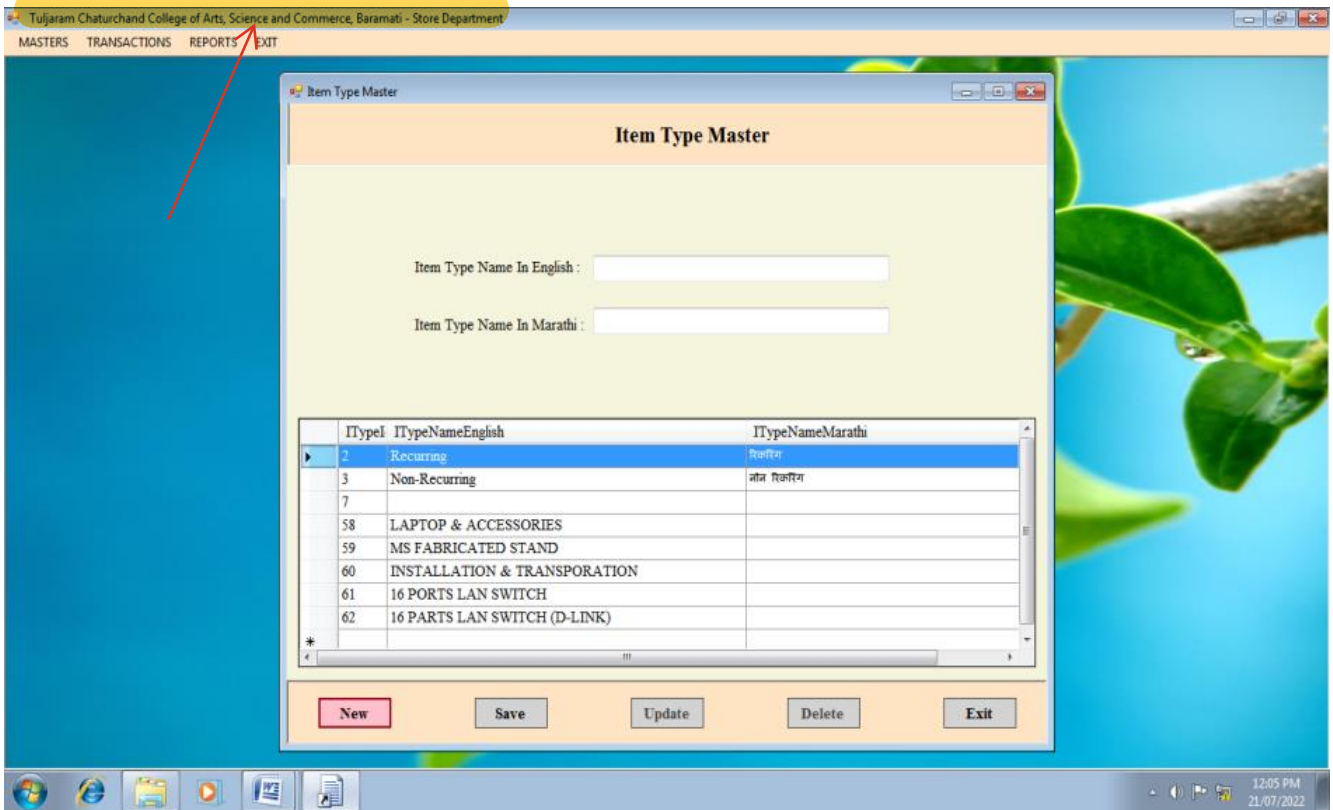 Tuljaram Chaturchand College of Arts, Science and Commerce, Baramati - Store Department
MASTERS TRANSACTIONS REPORTS EXIT
Item Type Master
Item Type Master
Item Type Name In English :
Item Type Name In Marathi :
ITypeI ITypeNameEnglish ITypeNameMarathi
2 Recurring रिकरिंग
3 Non-Recurring नॉन रिकरिंग
7
58 LAPTOP & ACCESSORIES
59 MS FABRICATED STAND
60 INSTALLATION & TRANSPORATION
61 16 PORTS LAN SWITCH
62 16 PARTS LAN SWITCH (D-LINK)
New Save Update Delete Exit
12:05 PM
21/07/2022